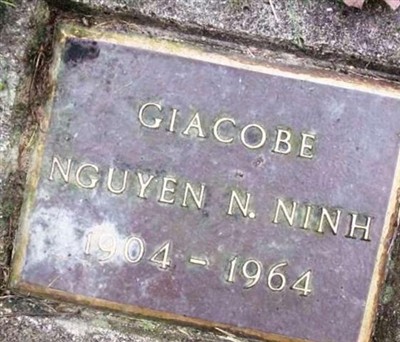 GIACOBE
NGUYEN N. NINH
1904 - 1964